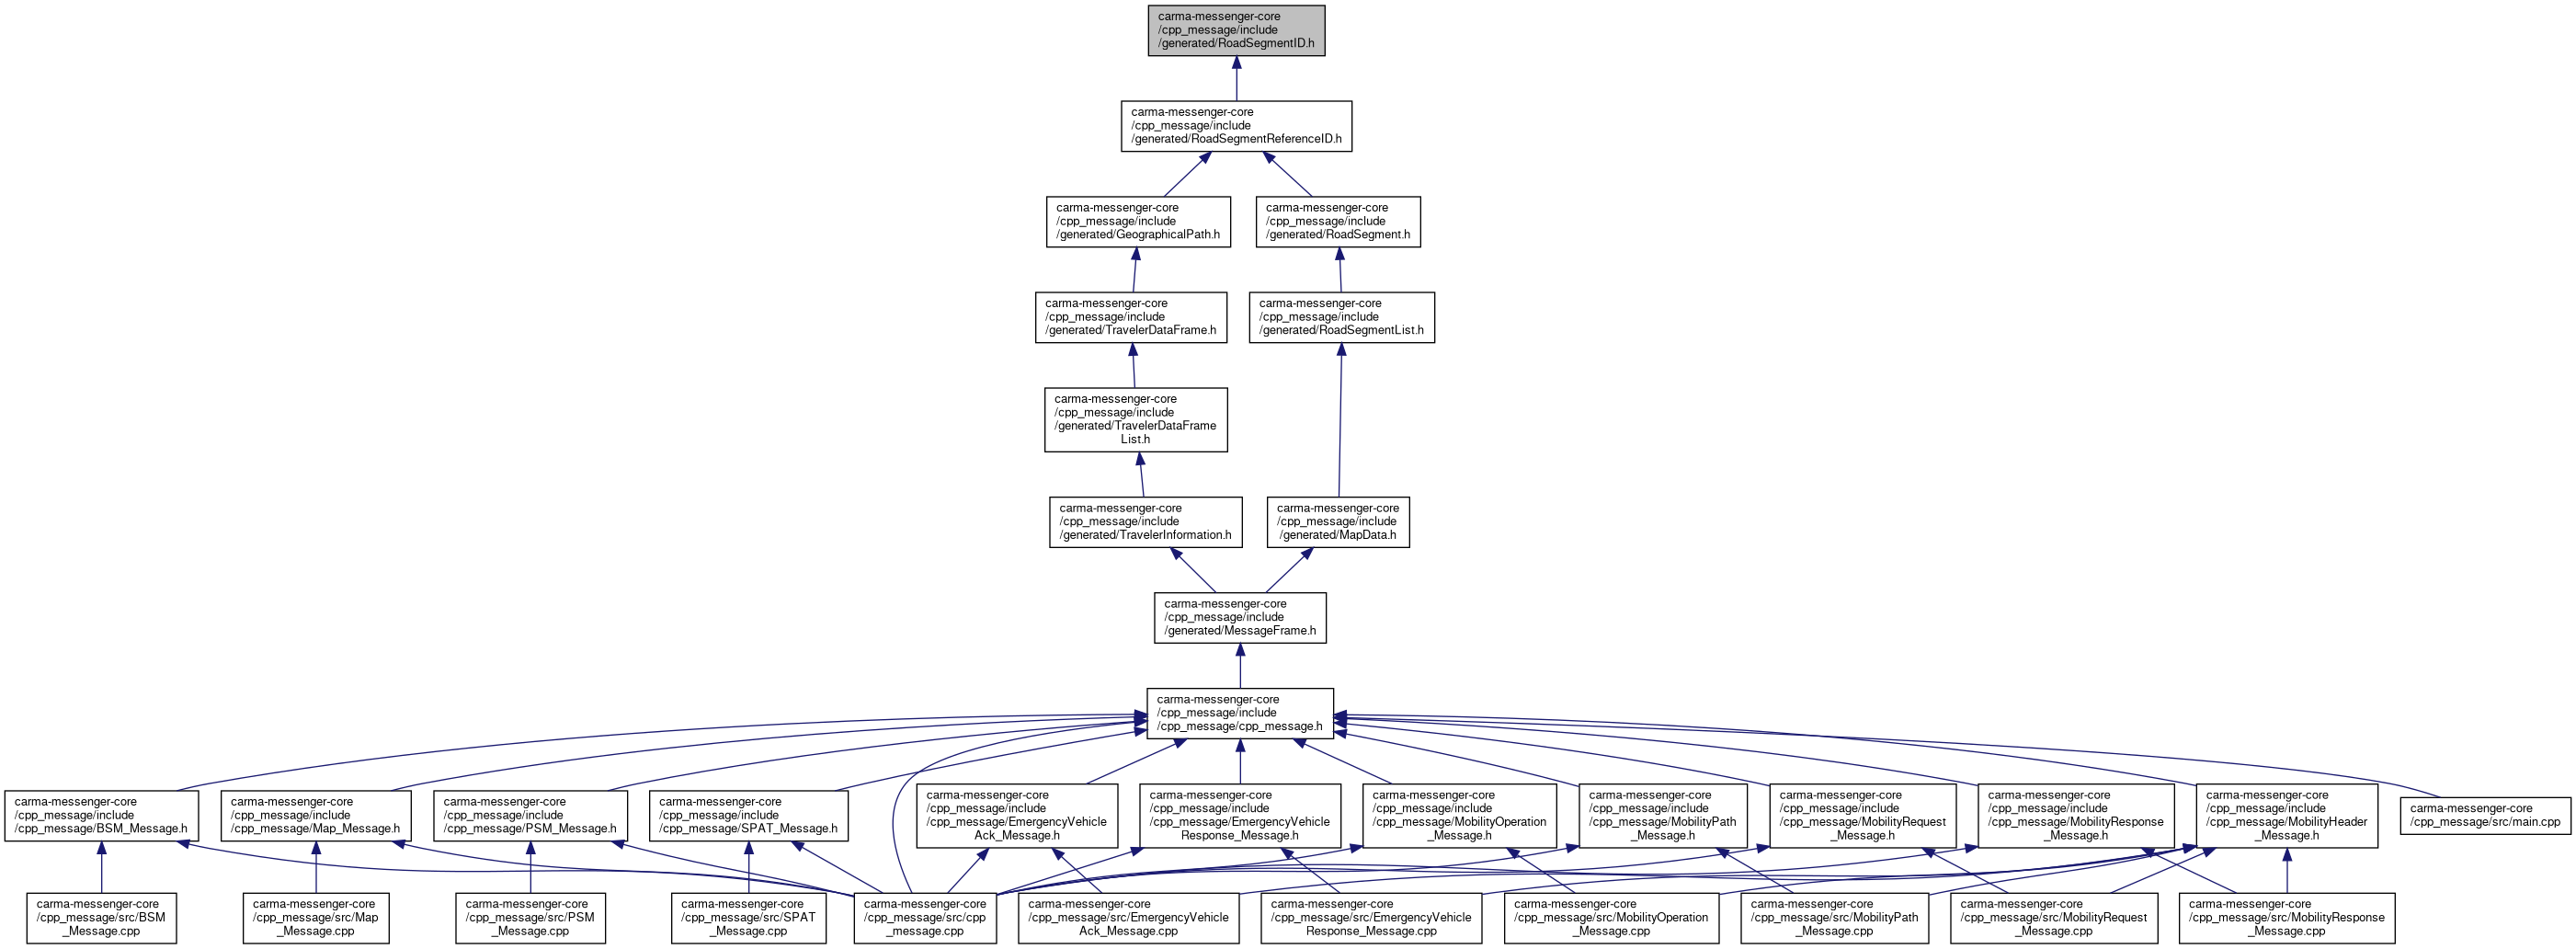 carma-messenger-core
/cpp_message/include
/generated/RoadSegmentID.h
carma-messenger-core
/cpp_message/include
/generated/RoadSegmentReferenceID.h
carma-messenger-core
/cpp_message/include
/generated/GeographicalPath.h
carma-messenger-core
/cpp_message/include
/generated/RoadSegment.h
carma-messenger-core
/cpp_message/include
/generated/TravelerDataFrame.h
carma-messenger-core
/cpp_message/include
/generated/RoadSegmentList.h
carma-messenger-core
/cpp_message/include
/generated/TravelerDataFrame
List.h
carma-messenger-core
/cpp_message/include
/generated/TravelerInformation.h
carma-messenger-core
/cpp_message/include
/generated/MapData.h
carma-messenger-core
/cpp_message/include
/generated/MessageFrame.h
carma-messenger-core
/cpp_message/include
/cpp_message/cpp_message.h
carma-messenger-core
/cpp_message/include
/cpp_message/BSM_Message.h
carma-messenger-core
/cpp_message/include
/cpp_message/Map_Message.h
carma-messenger-core
/cpp_message/include
/cpp_message/PSM_Message.h
carma-messenger-core
/cpp_message/include
/cpp_message/SPAT_Message.h
carma-messenger-core
/cpp_message/include
/cpp_message/EmergencyVehicle
Ack_Message.h
carma-messenger-core
/cpp_message/include
/cpp_message/EmergencyVehicle
Response_Message.h
carma-messenger-core
/cpp_message/include
/cpp_message/MobilityOperation
_Message.h
carma-messenger-core
/cpp_message/include
/cpp_message/MobilityPath
_Message.h
carma-messenger-core
/cpp_message/include
/cpp_message/MobilityRequest
_Message.h
carma-messenger-core
/cpp_message/include
/cpp_message/MobilityResponse
_Message.h
carma-messenger-core
/cpp_message/include
/cpp_message/MobilityHeader
_Message.h
carma-messenger-core
/cpp_message/src/main.cpp
carma-messenger-core
/cpp_message/src/BSM
_Message.cpp
carma-messenger-core
/cpp_message/src/Map
_Message.cpp
carma-messenger-core
/cpp_message/src/PSM
_Message.cpp
carma-messenger-core
/cpp_message/src/SPAT
_Message.cpp
carma-messenger-core
/cpp_message/src/cpp
_message.cpp
carma-messenger-core
/cpp_message/src/EmergencyVehicle
Ack_Message.cpp
carma-messenger-core
/cpp_message/src/EmergencyVehicle
Response_Message.cpp
carma-messenger-core
/cpp_message/src/MobilityOperation
_Message.cpp
carma-messenger-core
/cpp_message/src/MobilityPath
_Message.cpp
carma-messenger-core
/cpp_message/src/MobilityRequest
_Message.cpp
carma-messenger-core
/cpp_message/src/MobilityResponse
_Message.cpp